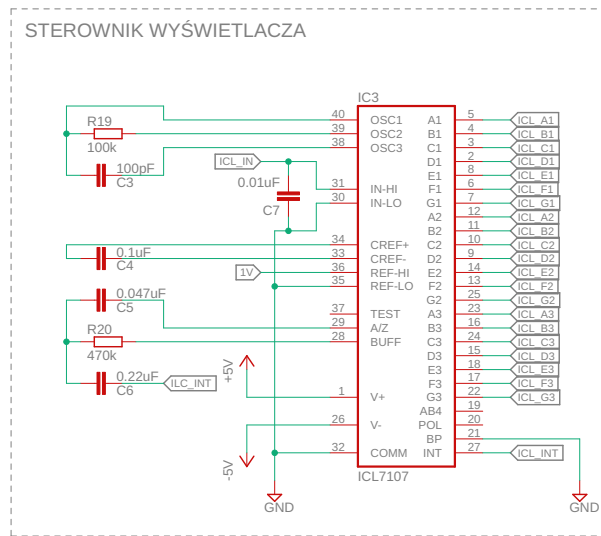 STEROWNIK WYŚWIETLACZA
IC3
R19
100k
100pF
C3
ICL_IN
0.01uF
C7
0.1uF
C4
1V
0.047uF
C5
R20
470k
0.22uF
C6
ILC_INT
+5V
-5V
GND
40 OSC1 A1 5 ICL_A1
39 OSC2 B1 4 ICL_B1
38 OSC3 C1 3 ICL_C1
D1 2 ICL_D1
E1 8 ICL_E1
31 IN-HI F1 6 ICL_F1
30 IN-LO G1 7 ICL_G1
A2 12 ICL_A2
B2 11 ICL_B2
34 CREF+ C2 10 ICL_C2
33 CREF- D2 9 ICL_D2
36 REF-HI E2 14 ICL_E2
35 REF-LO F2 13 ICL_F2
G2 25 ICL_G2
37 TEST A3 23 ICL_A3
29 A/Z B3 16 ICL_B3
28 BUFF C3 24 ICL_C3
D3 15 ICL_D3
E3 18 ICL_E3
F3 17 ICL_F3
1 V+ G3 22 ICL_G3
AB4 19
26 V- POL 20
BP 21
32 COMM INT 27 ICL_INT
ICL7107
GND